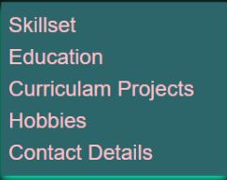 Skillset
Education
Curriculam Projects
Hobbies
Contact Details